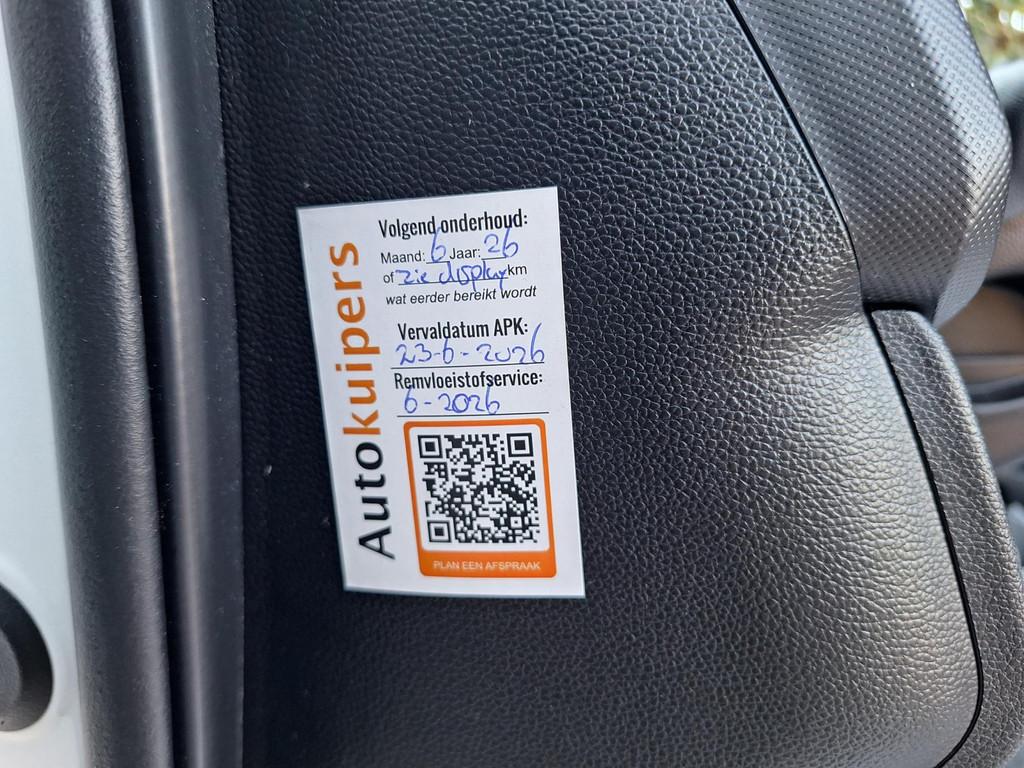 Autokuipers
Volgend onderhoud:
Maand: 6 Jaar: 26
of zie display km
wat eerder bereikt wordt
Vervaldatum APK:
23-6-2026
Remvloeistofservice:
6-2026
PLAN EEN AFSPRAAK